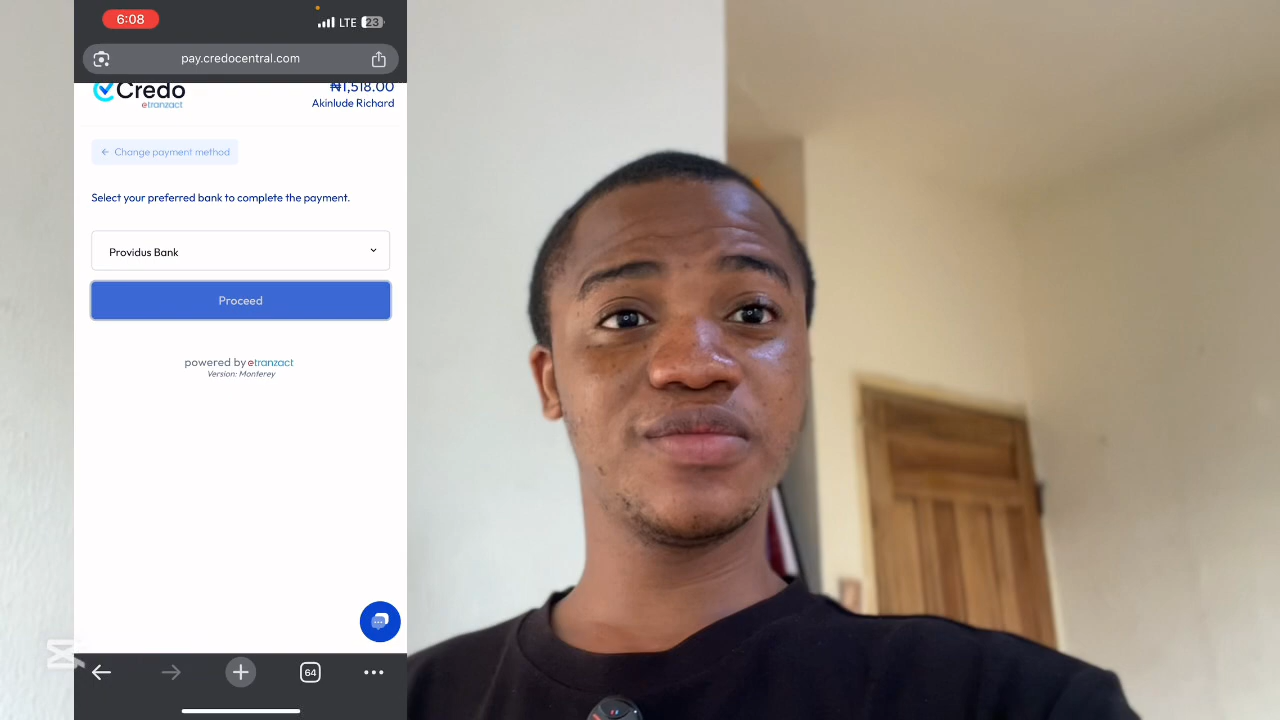 6:08
LTE 23
pay.credocentral.com
Credo
etranzact
₦1,518.00
Akinlude Richard
← Change payment method
Select your preferred bank to complete the payment.
Providus Bank
Proceed
powered by etranzact
Version: Monterey
64